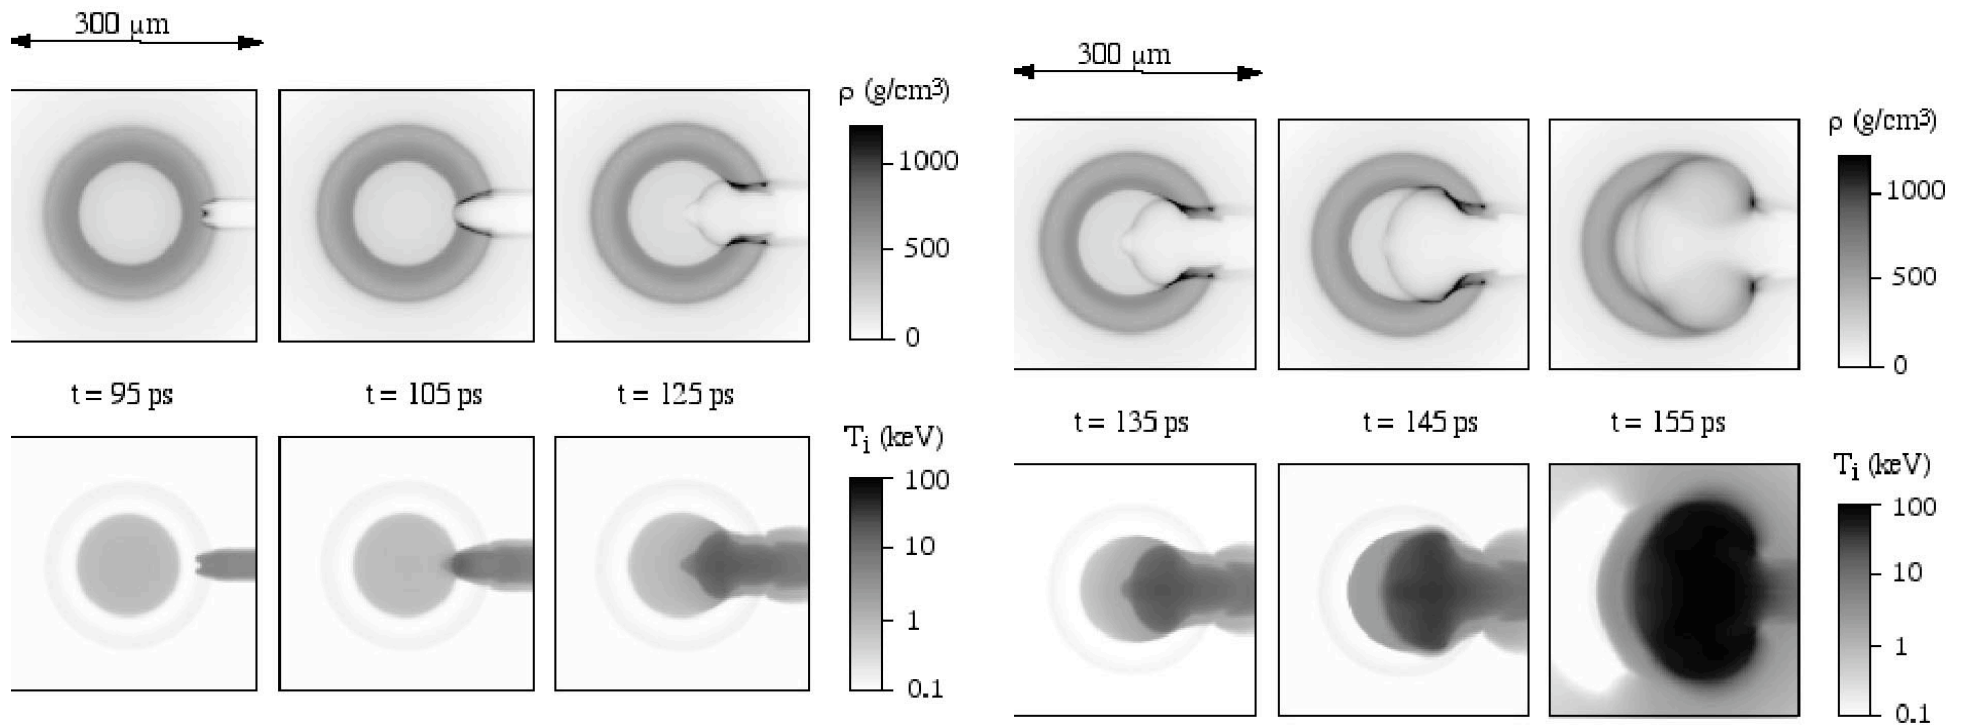 300 μm
ρ (g/cm³)
1000
500
0
t = 95 ps
t = 105 ps
t = 125 ps
Ti (keV)
100
10
1
0.1
300 μm
ρ (g/cm³)
1000
500
0
t = 135 ps
t = 145 ps
t = 155 ps
Ti (keV)
100
10
1
0.1